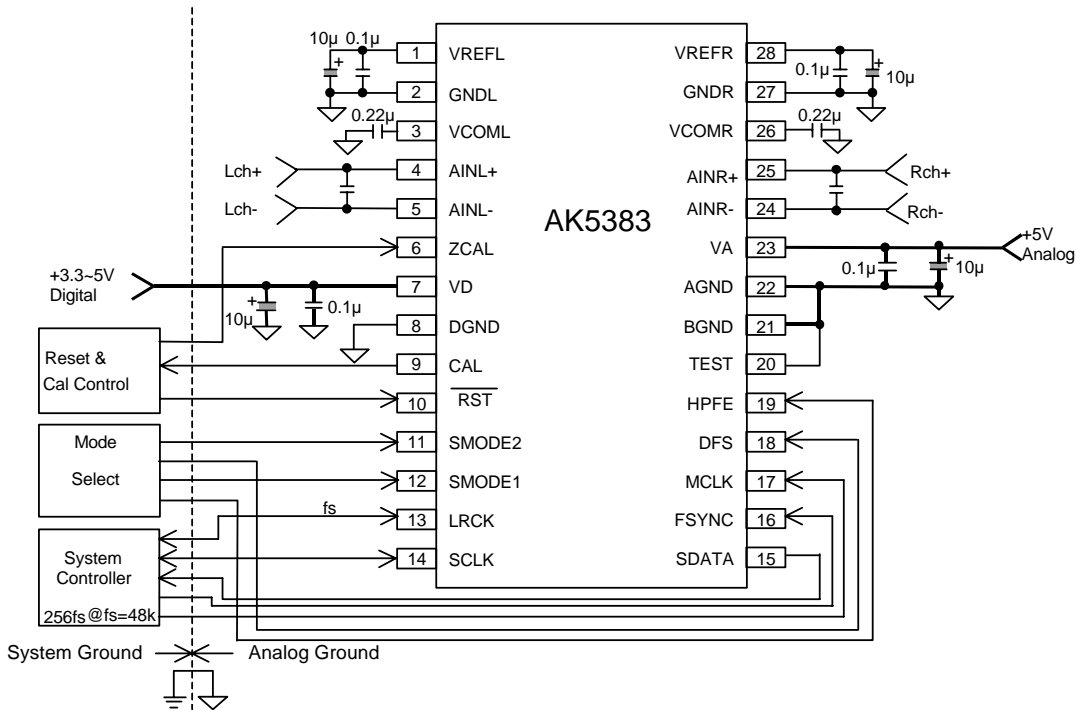 AK5383
10µ 0.1µ
+
1 VREFL
2 GNDL
0.22µ
3 VCOML
Lch+
4 AINL+
Lch-
5 AINL-
6 ZCAL
+3.3~5V
Digital
7 VD
+
10µ
0.1µ
8 DGND
Reset &
Cal Control
9 CAL
10 RST
Mode
Select
11 SMODE2
12 SMODE1
fs
13 LRCK
System
Controller
256fs@fs=48k
14 SCLK
VREFR 28
0.1µ
+
10µ
GNDR 27
0.22µ
VCOMR 26
AINR+ 25
Rch+
AINR- 24
Rch-
VA 23
+5V
Analog
0.1µ
+
10µ
AGND 22
BGND 21
TEST 20
HPFE 19
DFS 18
MCLK 17
FSYNC 16
SDATA 15
System Ground
Analog Ground